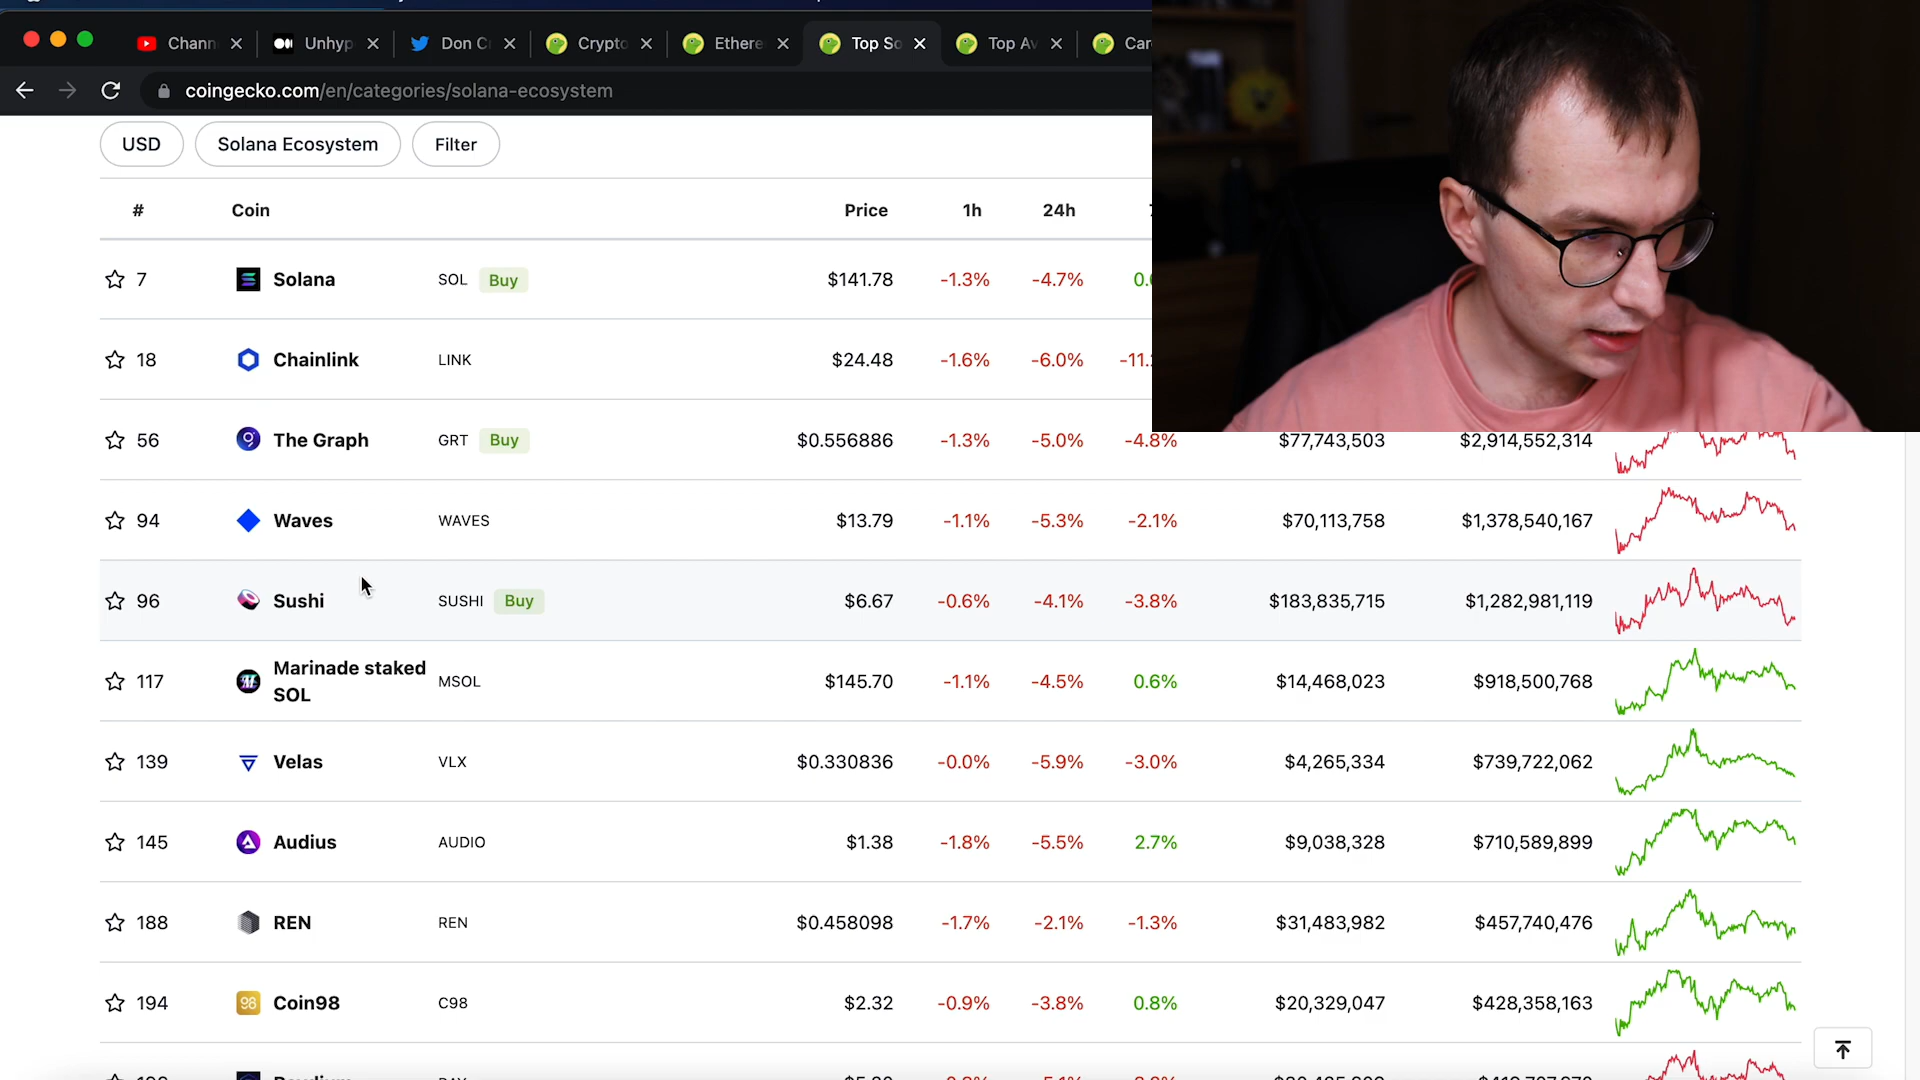 Chann Unhyp Don C Crypto Ethere Top So Top Av Car
coingecko.com/en/categories/solana-ecosystem
USD Solana Ecosystem Filter
# Coin Price 1h 24h
7 Solana SOL Buy $141.78 -1.3% -4.7% 0.
18 Chainlink LINK $24.48 -1.6% -6.0% -11.
56 The Graph GRT Buy $0.556886 -1.3% -5.0% -4.8% $77,743,503 $2,914,552,314
94 Waves WAVES $13.79 -1.1% -5.3% -2.1% $70,113,758 $1,378,540,167
96 Sushi SUSHI Buy $6.67 -0.6% -4.1% -3.8% $183,835,715 $1,282,981,119
117 Marinade staked SOL MSOL $145.70 -1.1% -4.5% 0.6% $14,468,023 $918,500,768
139 Velas VLX $0.330836 -0.0% -5.9% -3.0% $4,265,334 $739,722,062
145 Audius AUDIO $1.38 -1.8% -5.5% 2.7% $9,038,328 $710,589,899
188 REN REN $0.458098 -1.7% -2.1% -1.3% $31,483,982 $457,740,476
98 194 Coin98 C98 $2.32 -0.9% -3.8% 0.8% $20,329,047 $428,358,163